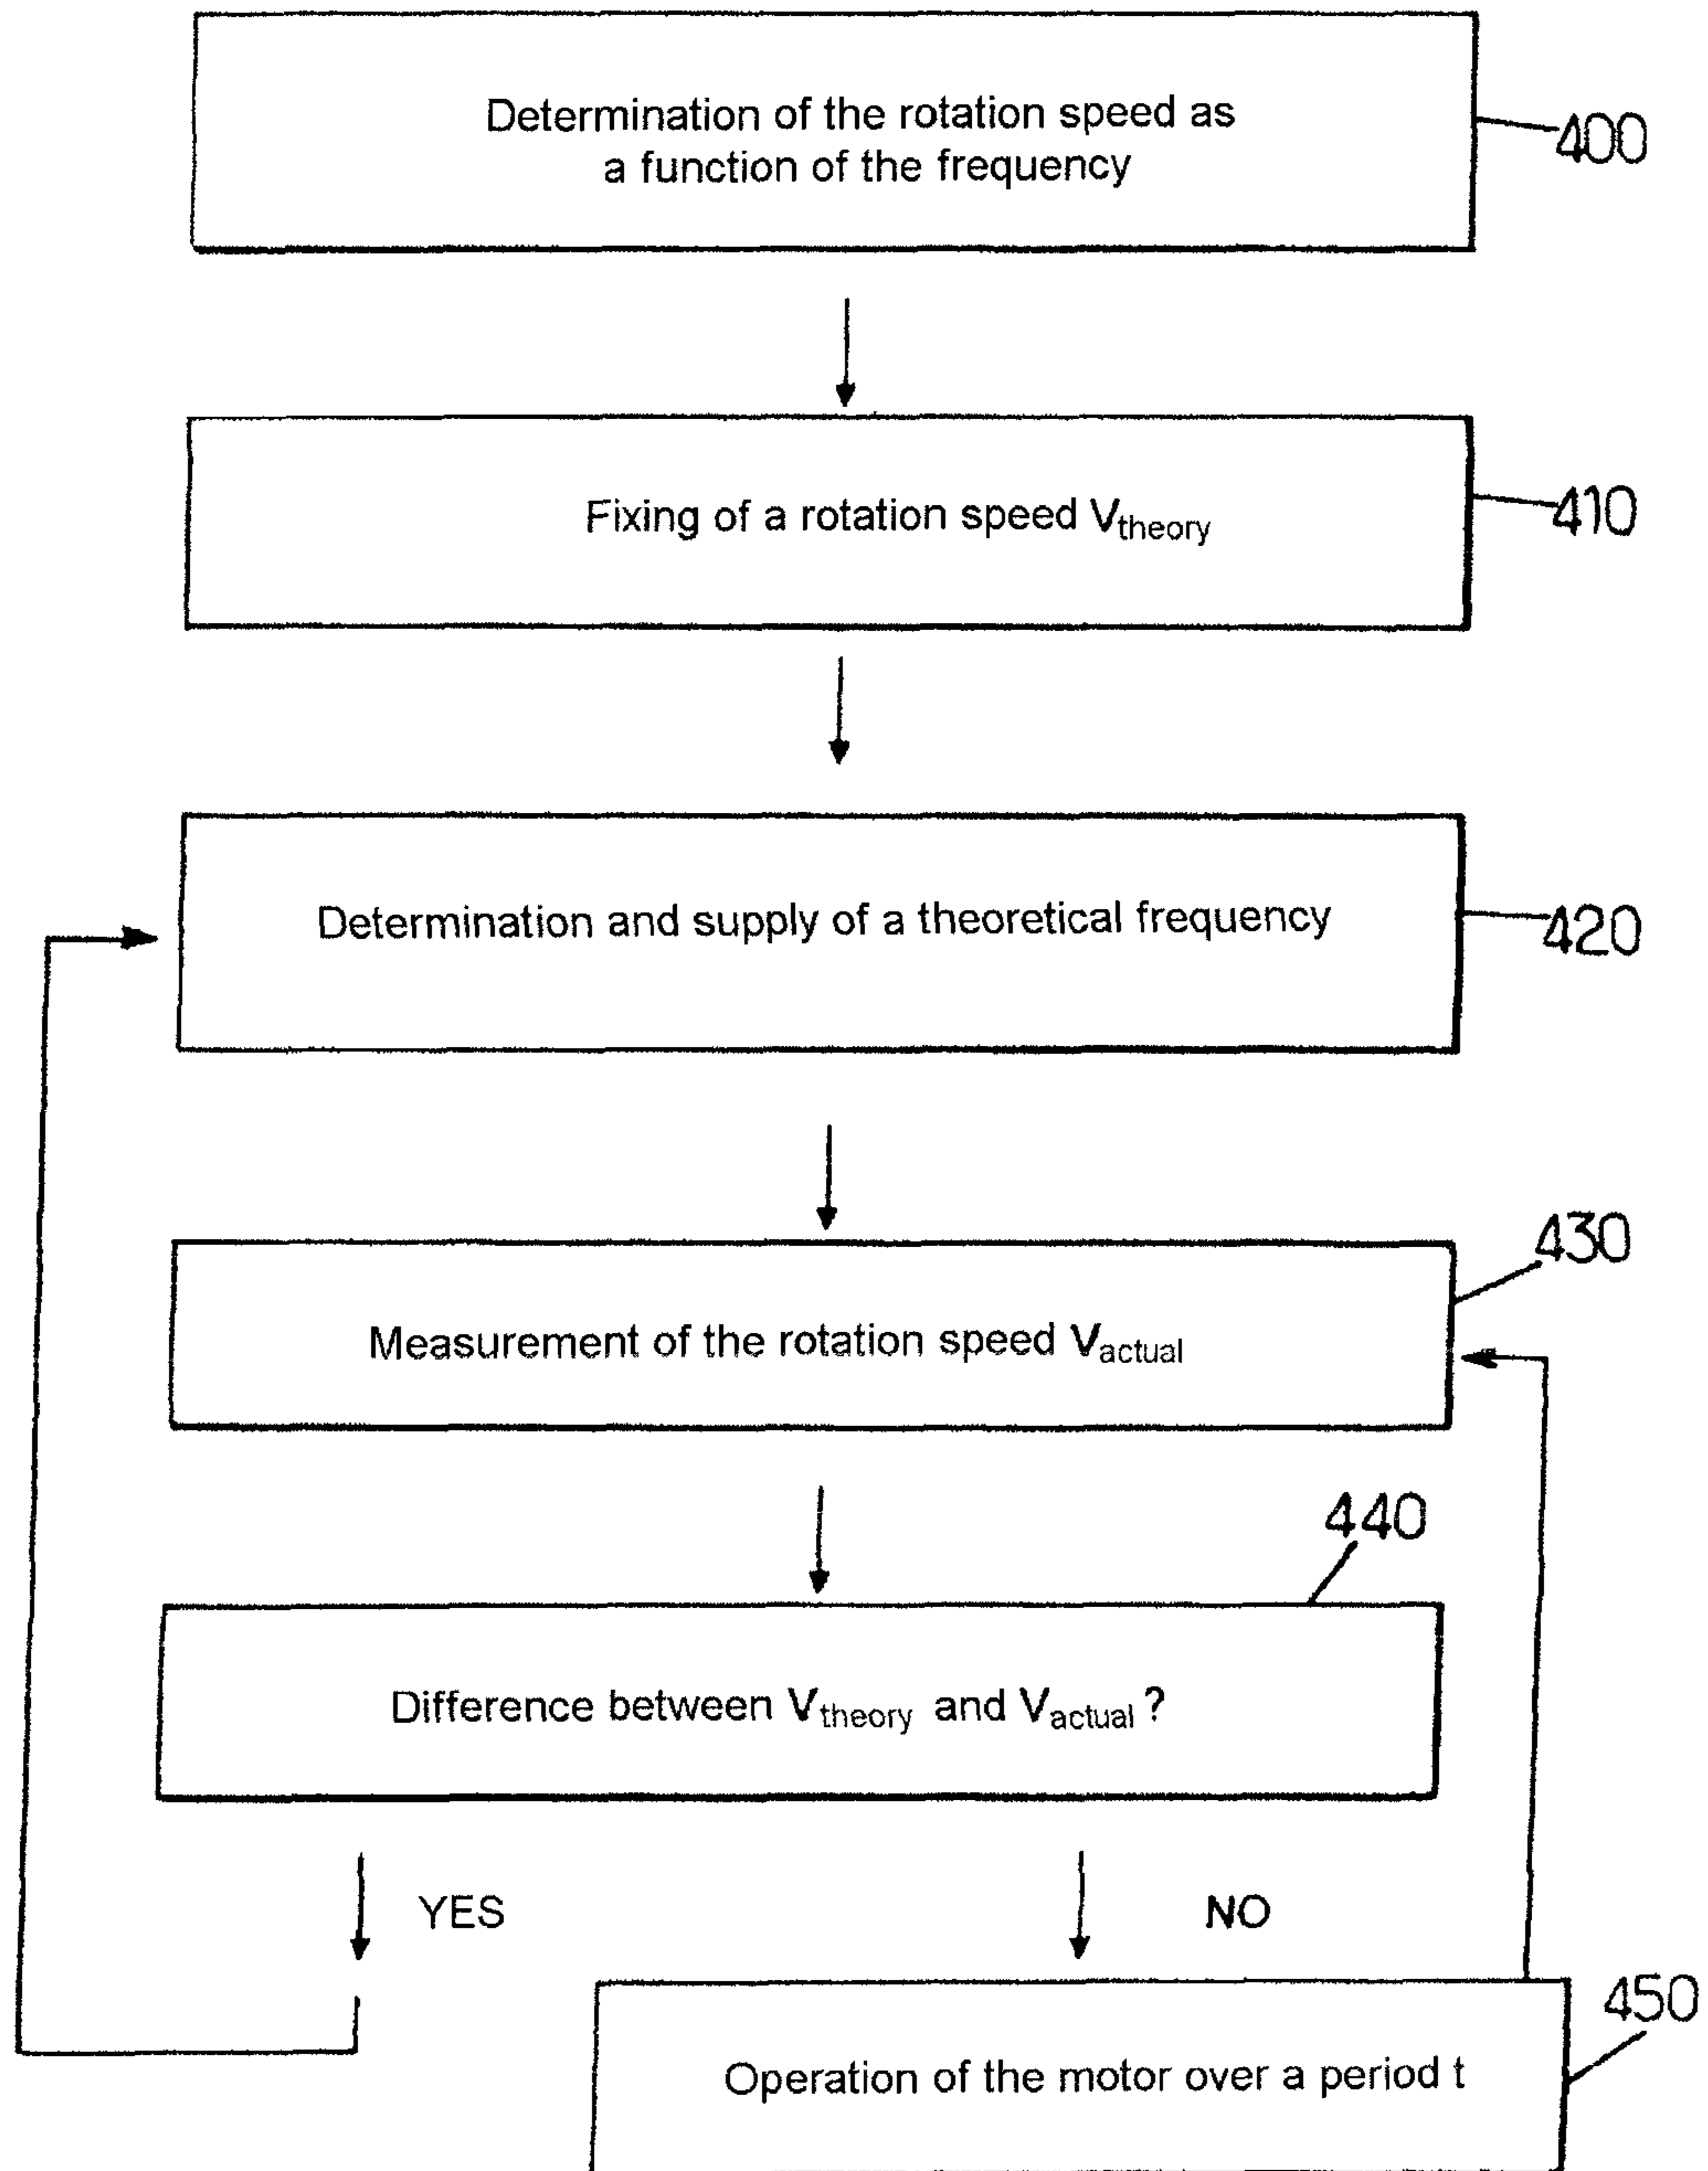 Determination of the rotation speed as
a function of the frequency
400
Fixing of a rotation speed Vtheory
410
Determination and supply of a theoretical frequency
420
430
Measurement of the rotation speed Vactual
440
Difference between Vtheory and Vactual ?
YES
NO
450
Operation of the motor over a period t